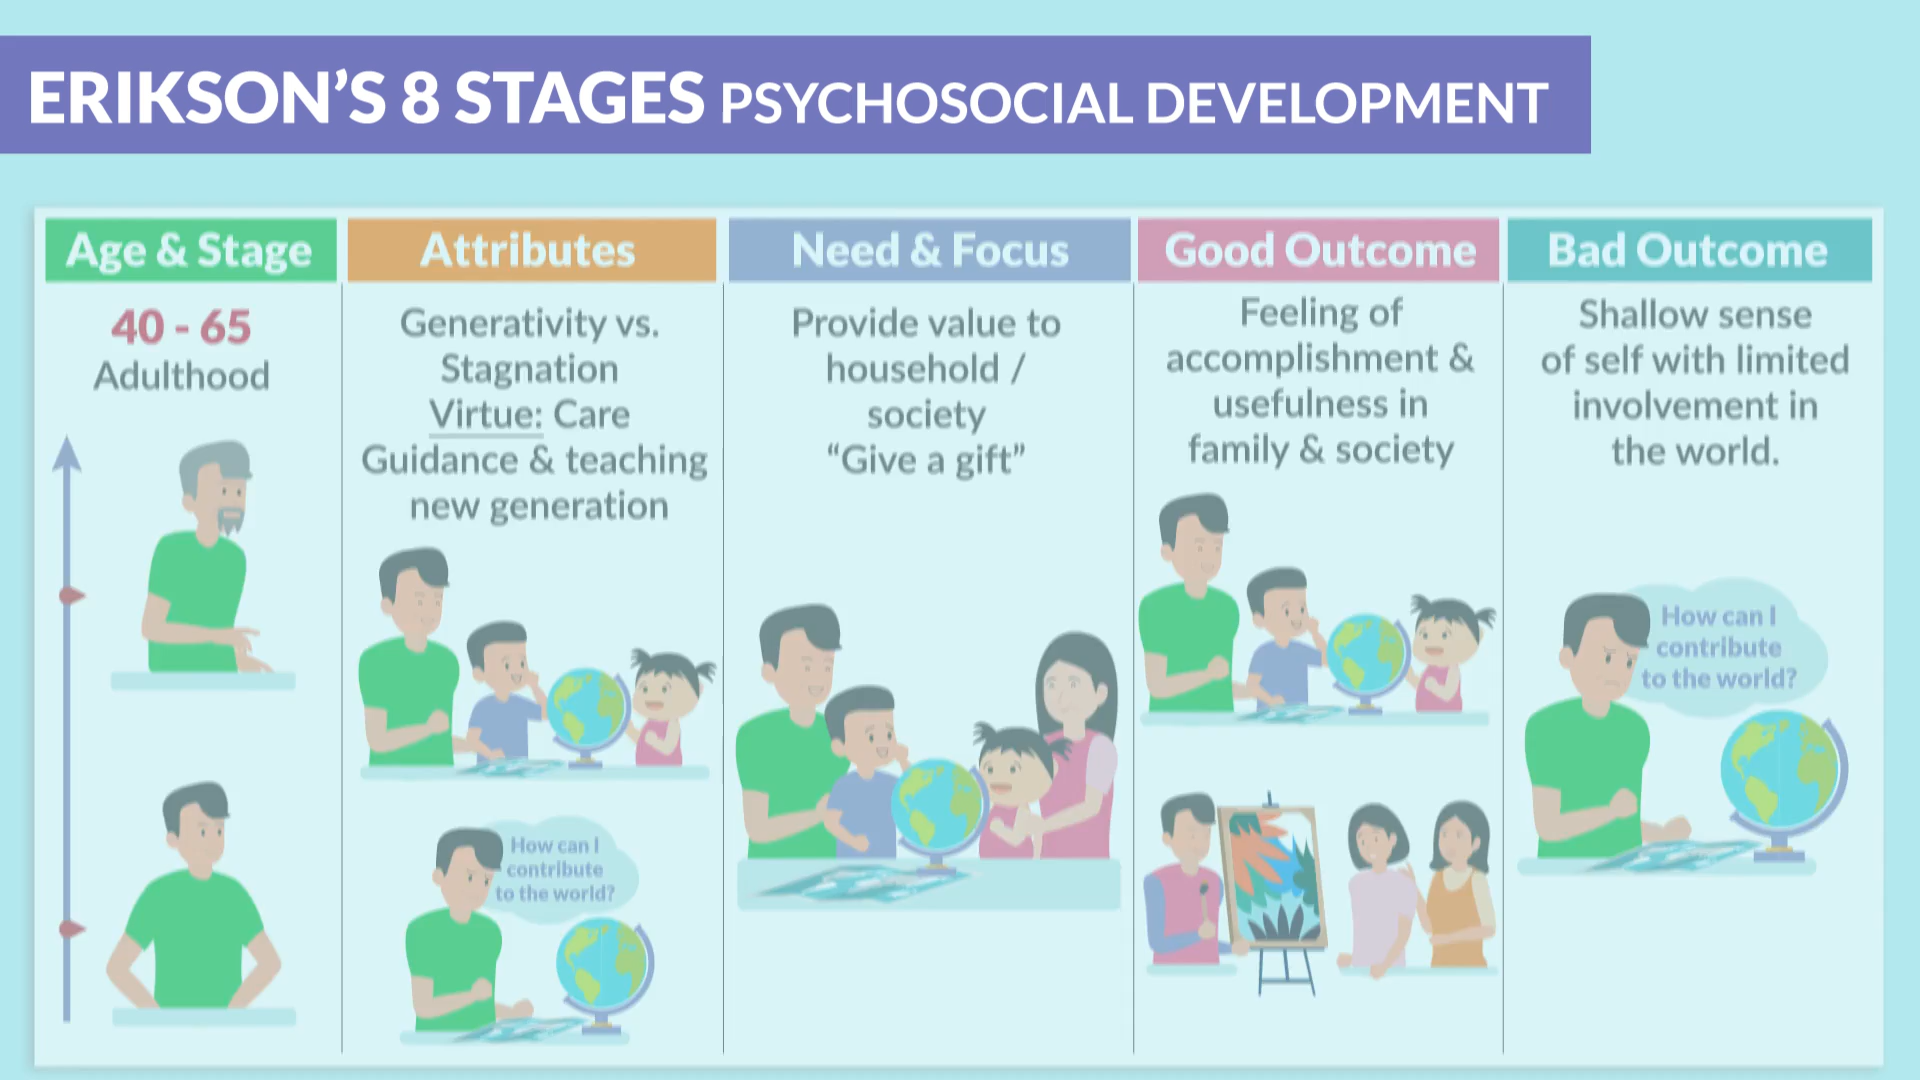 ERIKSON'S 8 STAGES PSYCHOSOCIAL DEVELOPMENT
Age & Stage
40 - 65
Adulthood
Attributes
Generativity vs.
Stagnation
Virtue: Care
Guidance & teaching
new generation
How can I
contribute
to the world?
Need & Focus
Provide value to
household /
society
“Give a gift”
Good Outcome
Feeling of
accomplishment &
usefulness in
family & society
Bad Outcome
Shallow sense
of self with limited
involvement in
the world.
How can I
contribute
to the world?